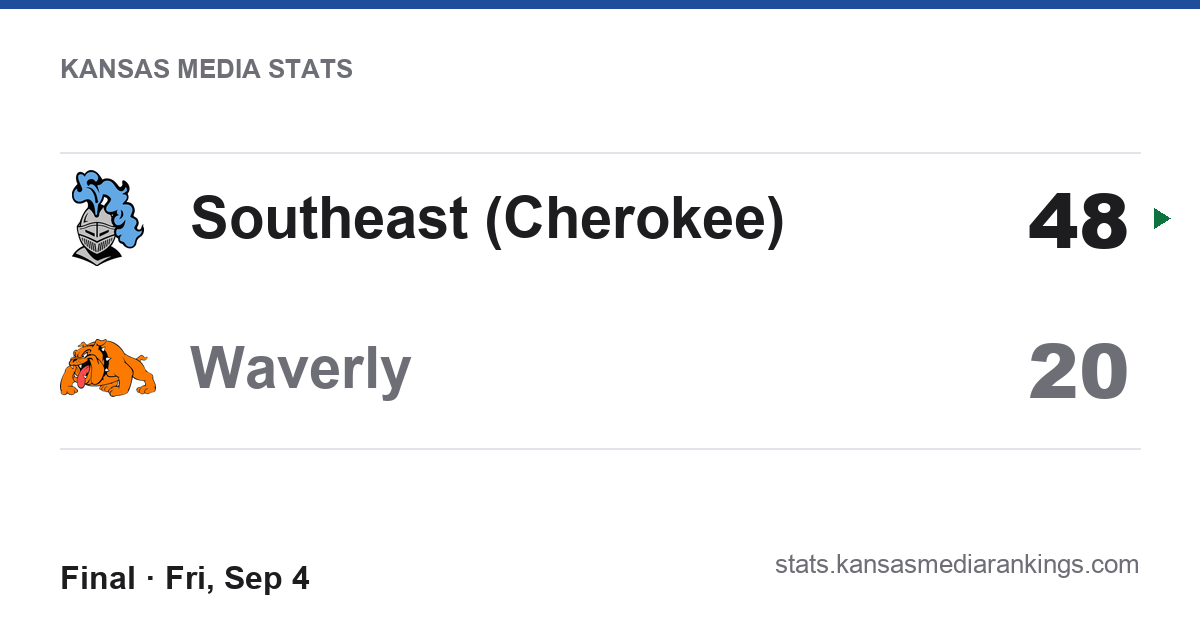 KANSAS MEDIA STATS
Southeast (Cherokee) 48
Waverly 20
Final · Fri, Sep 4
stats.kansasmediarankings.com